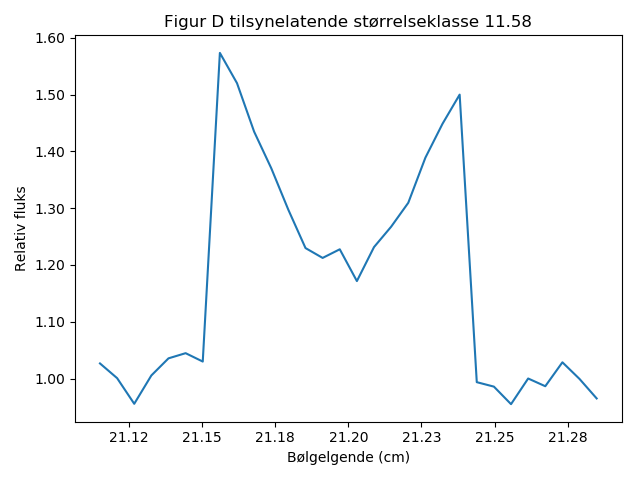 Figur D tilsynelatende størrelseklasse 11.58
1.60
1.50
1.40
1.30
1.20
1.10
1.00
Relativ fluks
21.12 21.15 21.18 21.20 21.23 21.25 21.28
Bølgelgende (cm)